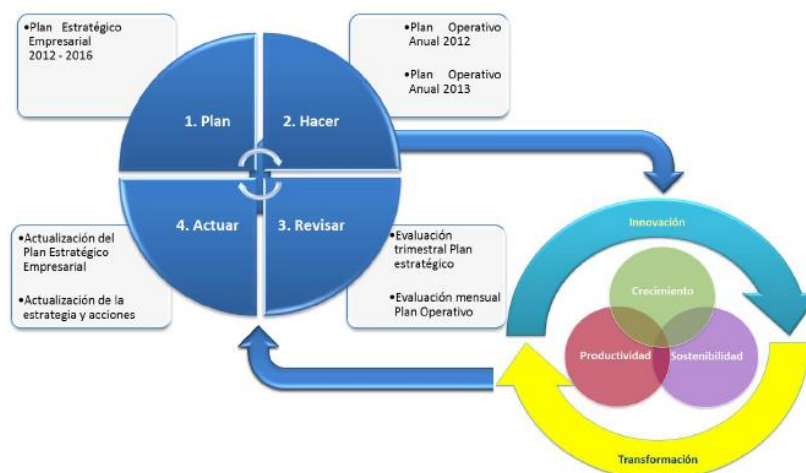 •Plan Estratégico
Empresarial
2012 - 2016
•Plan Operativo
Anual 2012
•Plan Operativo
Anual 2013
1. Plan
2. Hacer
4. Actuar
3. Revisar
•Actualización del
Plan Estratégico
Empresarial
•Actualización de la
estrategia y acciones
•Evaluación
trimestral Plan
estratégico
•Evaluación mensual
Plan Operativo
Innovación
Crecimiento
Productividad
Sostenibilidad
Transformación